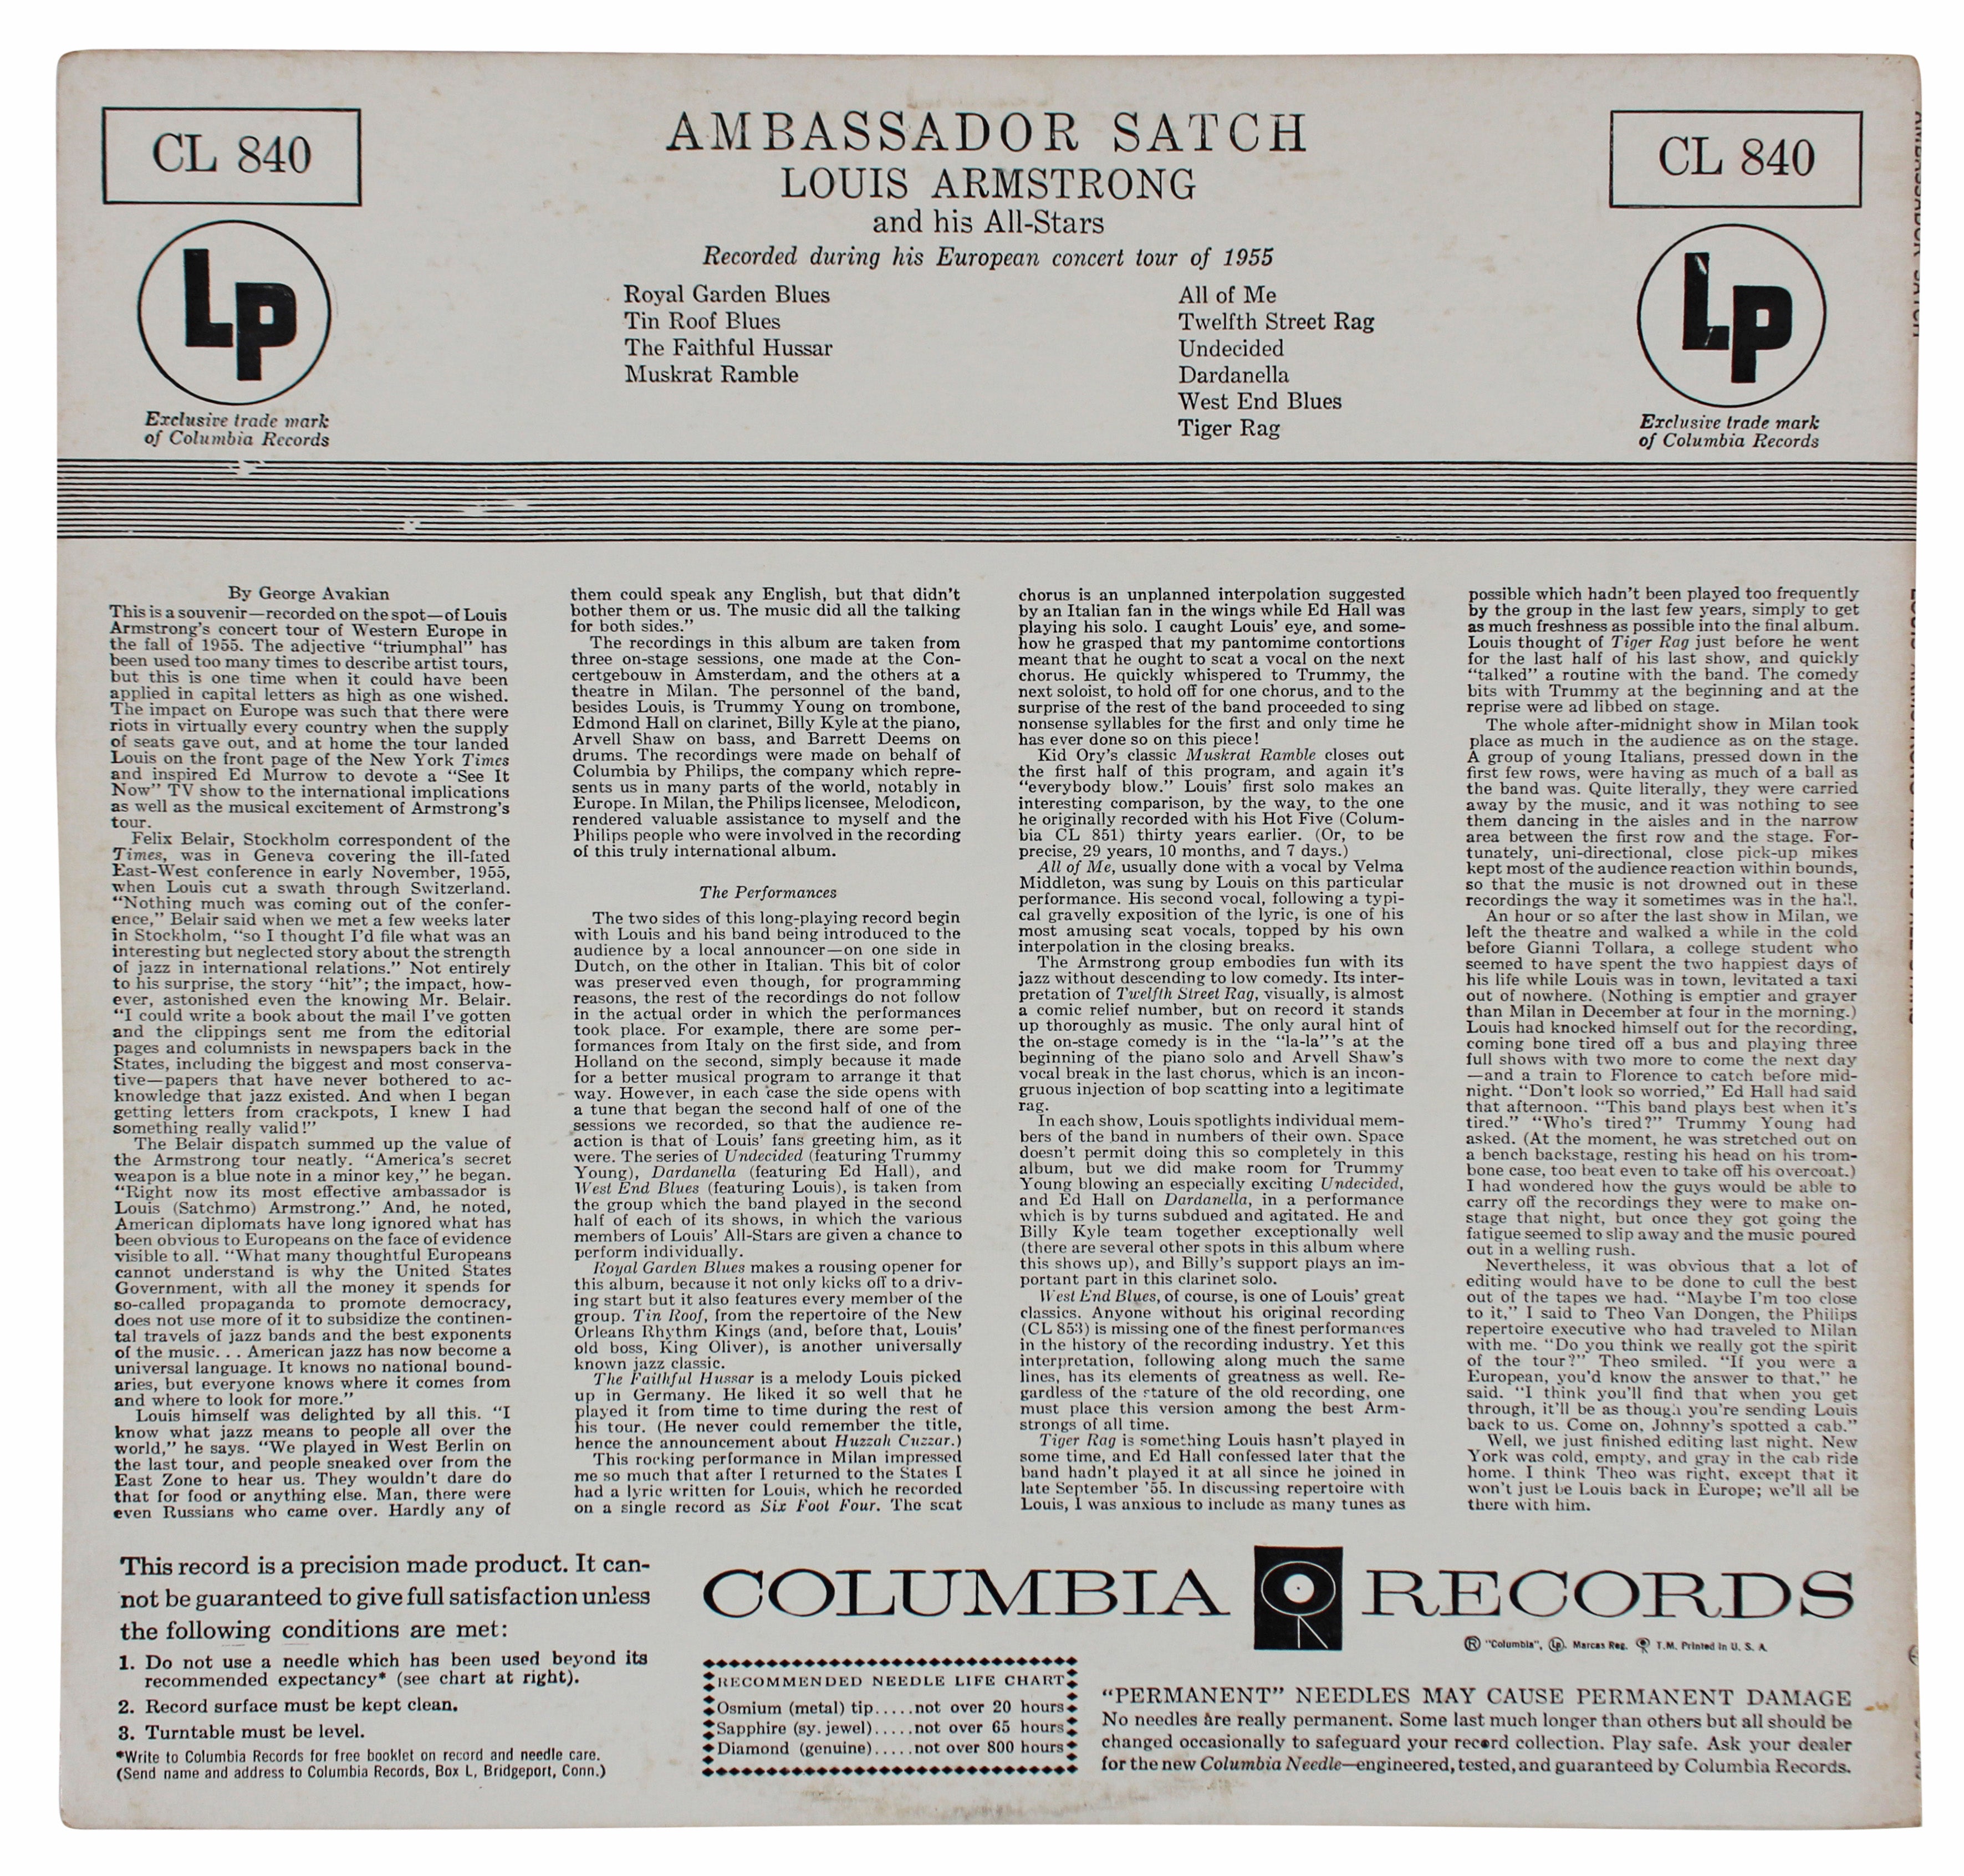 CL 840
LP
Exclusive trade mark
of Columbia Records
AMBASSADOR SATCH
LOUIS ARMSTRONG
and his All-Stars
Recorded during his European concert tour of 1955
Royal Garden Blues
Tin Roof Blues
The Faithful Hussar
Muskrat Ramble
All of Me
Twelfth Street Rag
Undecided
Dardanella
West End Blues
Tiger Rag
CL 840
LP
Exclusive trade mark
of Columbia Records
By George Avakian
This is a souvenir—recorded on the spot—of Louis
Armstrong's concert tour of Western Europe in
the fall of 1955. The adjective "triumphal" has
been used too many times to describe artist tours,
but this is one time when it could have been
applied in capital letters as high as one wished.
The impact on Europe was such that there were
riots in virtually every country when the supply
of seats gave out, and at home the tour landed
Louis on the front page of the New York Times
and inspired Ed Murrow to devote a "See It
Now" TV show to the international implications
as well as the musical excitement of Armstrong's
tour.
Felix Belair, Stockholm correspondent of the
Times, was in Geneva covering the ill-fated
East-West conference in early November, 1955,
when Louis cut a swath through Switzerland.
"Nothing much was coming out of the confer-
ence," Belair said when we met a few weeks later
in Stockholm, "so I thought I'd file what was an
interesting but neglected story about the strength
of jazz in international relations." Not entirely
to his surprise, the story "hit"; the impact, how-
ever, astonished even the knowing Mr. Belair.
"I could write a book about the mail I've gotten
and the clippings sent me from the editorial
pages and columnists in newspapers back in the
States, including the biggest and most conserva-
tive—papers that have never bothered to ac-
knowledge that jazz existed. And when I began
getting letters from crackpots, I knew I had
something really valid!"
The Belair dispatch summed up the value of
the Armstrong tour neatly. "America's secret
weapon is a blue note in a minor key," he began.
"Right now its most effective ambassador is
Louis (Satchmo) Armstrong." And, he noted,
American diplomats have long ignored what has
been obvious to Europeans on the face of evidence
visible to all. "What many thoughtful Europeans
cannot understand is why the United States
Government, with all the money it spends for
so-called propaganda to promote democracy,
does not use more of it to subsidize the continen-
tal travels of jazz bands and the best exponents
of the music. . . American jazz has now become a
universal language. It knows no national bound-
aries, but everyone knows where it comes from
and where to look for more."
Louis himself was delighted by all this. "I
know what jazz means to people all over the
world," he says. "We played in West Berlin on
the last tour, and people sneaked over from the
East Zone to hear us. They wouldn't dare do
that for food or anything else. Man, there were
even Russians who came over. Hardly any of
them could speak any English, but that didn't
bother them or us. The music did all the talking
for both sides."
The recordings in this album are taken from
three on-stage sessions, one made at the Con-
certgebouw in Amsterdam, and the others at a
theatre in Milan. The personnel of the band,
besides Louis, is Trummy Young on trombone,
Edmond Hall on clarinet, Billy Kyle at the piano,
Arvell Shaw on bass, and Barrett Deems on
drums. The recordings were made on behalf of
Columbia by Philips, the company which repre-
sents us in many parts of the world, notably in
Europe. In Milan, the Philips licensee, Melodicon,
rendered valuable assistance to myself and the
Philips people who were involved in the recording
of this truly international album.
The Performances
The two sides of this long-playing record begin
with Louis and his band being introduced to the
audience by a local announcer—on one side in
Dutch, on the other in Italian. This bit of color
was preserved even though, for programming
reasons, the rest of the recordings do not follow
in the actual order in which the performances
took place. For example, there are some per-
formances from Italy on the first side, and from
Holland on the second, simply because it made
for a better musical program to arrange it that
way. However, in each case the side opens with
a tune that began the second half of one of the
sessions we recorded, so that the audience re-
action is that of Louis' fans greeting him, as it
were. The series of Undecided (featuring Trummy
Young), Dardanella (featuring Ed Hall), and
West End Blues (featuring Louis), is taken from
the group which the band played in the second
half of each of its shows, in which the various
members of Louis' All-Stars are given a chance to
perform individually.
Royal Garden Blues makes a rousing opener for
this album, because it not only kicks off to a driv-
ing start but it also features every member of the
group. Tin Roof, from the repertoire of the New
Orleans Rhythm Kings (and, before that, Louis'
old boss, King Oliver), is another universally
known jazz classic.
The Faithful Hussar is a melody Louis picked
up in Germany. He liked it so well that he
played it from time to time during the rest of
his tour. (He never could remember the title,
hence the announcement about Huzzah Cuzzar.)
This rocking performance in Milan impressed
me so much that after I returned to the States I
had a lyric written for Louis, which he recorded
on a single record as Six Foot Four. The scat
chorus is an unplanned interpolation suggested
by an Italian fan in the wings while Ed Hall was
playing his solo. I caught Louis' eye, and some-
how he grasped that my pantomime contortions
meant that he ought to scat a vocal on the next
chorus. He quickly whispered to Trummy, the
next soloist, to hold off for one chorus, and to the
surprise of the rest of the band proceeded to sing
nonsense syllables for the first and only time he
has ever done so on this piece!
Kid Ory's classic Muskrat Ramble closes out
the first half of this program, and again it's
"everybody blow." Louis' first solo makes an
interesting comparison, by the way, to the one
he originally recorded with his Hot Five (Colum-
bia CL 851) thirty years earlier. (Or, to be
precise, 29 years, 10 months, and 7 days.)
All of Me, usually done with a vocal by Velma
Middleton, was sung by Louis on this particular
performance. His second vocal, following a typi-
cal gravelly exposition of the lyric, is one of his
most amusing scat vocals, topped by his own
interpolation in the closing breaks.
The Armstrong group embodies fun with its
jazz without descending to low comedy. Its inter-
pretation of Twelfth Street Rag, visually, is almost
a comic relief number, but on record it stands
up thoroughly as music. The only aural hint of
the on-stage comedy is in the "la-la"'s at the
beginning of the piano solo and Arvell Shaw's
vocal break in the last chorus, which is an incon-
gruous injection of bop scatting into a legitimate
rag.
In each show, Louis spotlights individual mem-
bers of the band in numbers of their own. Space
doesn't permit doing this so completely in this
album, but we did make room for Trummy
Young blowing an especially exciting Undecided,
and Ed Hall on Dardanella, in a performance
which is by turns subdued and agitated. He and
Billy Kyle team together exceptionally well
(there are several other spots in this album where
this shows up), and Billy's support plays an im-
portant part in this clarinet solo.
West End Blues, of course, is one of Louis' great
classics. Anyone without his original recording
(CL 853) is missing one of the finest performances
in the history of the recording industry. Yet this
interpretation, following along much the same
lines, has its elements of greatness as well. Re-
gardless of the stature of the old recording, one
must place this version among the best Arm-
strongs of all time.
Tiger Rag is something Louis hasn't played in
some time, and Ed Hall confessed later that the
band hadn't played it at all since he joined in
late September '55. In discussing repertoire with
Louis, I was anxious to include as many tunes as
possible which hadn't been played too frequently
by the group in the last few years, simply to get
as much freshness as possible into the final album.
Louis thought of Tiger Rag just before he went
for the last half of his last show, and quickly
"talked" a routine with the band. The comedy
bits with Trummy at the beginning and at the
reprise were ad libbed on stage.
The whole after-midnight show in Milan took
place as much in the audience as on the stage.
A group of young Italians, pressed down in the
first few rows, were having as much of a ball as
the band was. Quite literally, they were carried
away by the music, and it was nothing to see
them dancing in the aisles and in the narrow
area between the first row and the stage. For-
tunately, uni-directional, close pick-up mikes
kept most of the audience reaction within bounds,
so that the music is not drowned out in these
recordings the way it sometimes was in the hall.
An hour or so after the last show in Milan, we
left the theatre and walked a while in the cold
before Gianni Tollara, a college student who
seemed to have spent the two happiest days of
his life while Louis was in town, levitated a taxi
out of nowhere. (Nothing is emptier and grayer
than Milan in December at four in the morning.)
Louis had knocked himself out for the recording,
coming bone tired off a bus and playing three
full shows with two more to come the next day
—and a train to Florence to catch before mid-
night. "Don't look so worried," Ed Hall had said
that afternoon. "This band plays best when it's
tired." "Who's tired?" Trummy Young had
asked. (At the moment, he was stretched out on
a bench backstage, resting his head on his trom-
bone case, too beat even to take off his overcoat.)
I had wondered how the guys would be able to
carry off the recordings they were to make on-
stage that night, but once they got going the
fatigue seemed to slip away and the music poured
out in a welling rush.
Nevertheless, it was obvious that a lot of
editing would have to be done to cull the best
out of the tapes we had. "Maybe I'm too close
to it," I said to Theo Van Dongen, the Philips
repertoire executive who had traveled to Milan
with me. "Do you think we really got the spirit
of the tour?" Theo smiled. "If you were a
European, you'd know the answer to that," he
said. "I think you'll find that when you get
through, it'll be as though you're sending Louis
back to us. Come on, Johnny's spotted a cab."
Well, we just finished editing last night. New
York was cold, empty, and gray in the cab ride
home. I think Theo was right, except that it
won't just be Louis back in Europe; we'll all be
there with him.
This record is a precision made product. It can-
not be guaranteed to give full satisfaction unless
the following conditions are met:
1. Do not use a needle which has been used beyond its
recommended expectancy* (see chart at right).
2. Record surface must be kept clean.
3. Turntable must be level.
*Write to Columbia Records for free booklet on record and needle care.
(Send name and address to Columbia Records, Box L, Bridgeport, Conn.)
COLUMBIA RECORDS
® "Columbia", Lp, Marcas Reg. T.M. Printed in U. S. A.
RECOMMENDED NEEDLE LIFE CHART
Osmium (metal) tip.....not over 20 hours
Sapphire (sy. jewel).....not over 65 hours
Diamond (genuine).....not over 800 hours
"PERMANENT" NEEDLES MAY CAUSE PERMANENT DAMAGE
No needles are really permanent. Some last much longer than others but all should be
changed occasionally to safeguard your record collection. Play safe. Ask your dealer
for the new Columbia Needle—engineered, tested, and guaranteed by Columbia Records.
AMBASSADOR SATCH